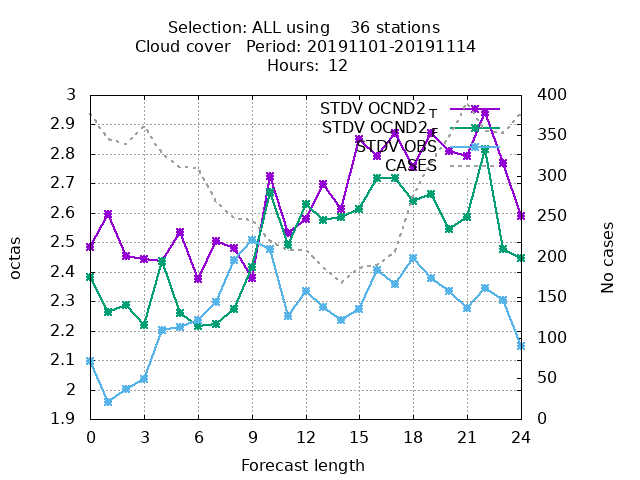 Selection: ALL using 36 stations
Cloud cover Period: 20191101-20191114
Hours: 12
STDV OCND2 T
STDV OCND2 F
STDV OBS
CASES
3
2.9
2.8
2.7
2.6
2.5
2.4
2.3
2.2
2.1
2
1.9
octas
400
350
300
250
200
150
100
50
0
No cases
0 3 6 9 12 15 18 21 24
Forecast length